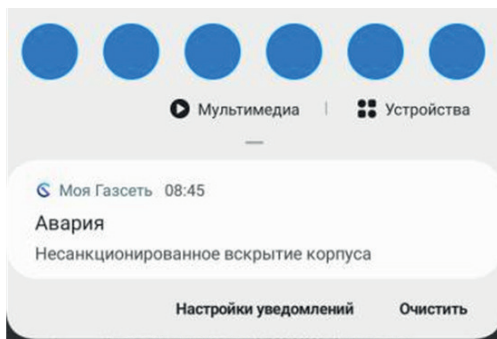 Мультимедиа | Устройства
Моя Газсеть 08:45
Авария
Несанкционированное вскрытие корпуса
Настройки уведомлений Очистить